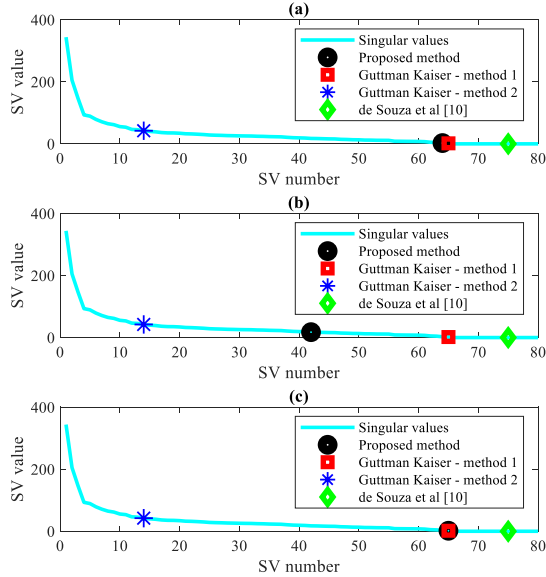 (a)
400
200
0
SV value
Singular values
Proposed method
Guttman Kaiser - method 1
Guttman Kaiser - method 2
de Souza et al [10]
0 10 20 30 40 50 60 70 80
SV number
(b)
400
200
0
SV value
Singular values
Proposed method
Guttman Kaiser - method 1
Guttman Kaiser - method 2
de Souza et al [10]
0 10 20 30 40 50 60 70 80
SV number
(c)
400
200
0
SV value
Singular values
Proposed method
Guttman Kaiser - method 1
Guttman Kaiser - method 2
de Souza et al [10]
0 10 20 30 40 50 60 70 80
SV number